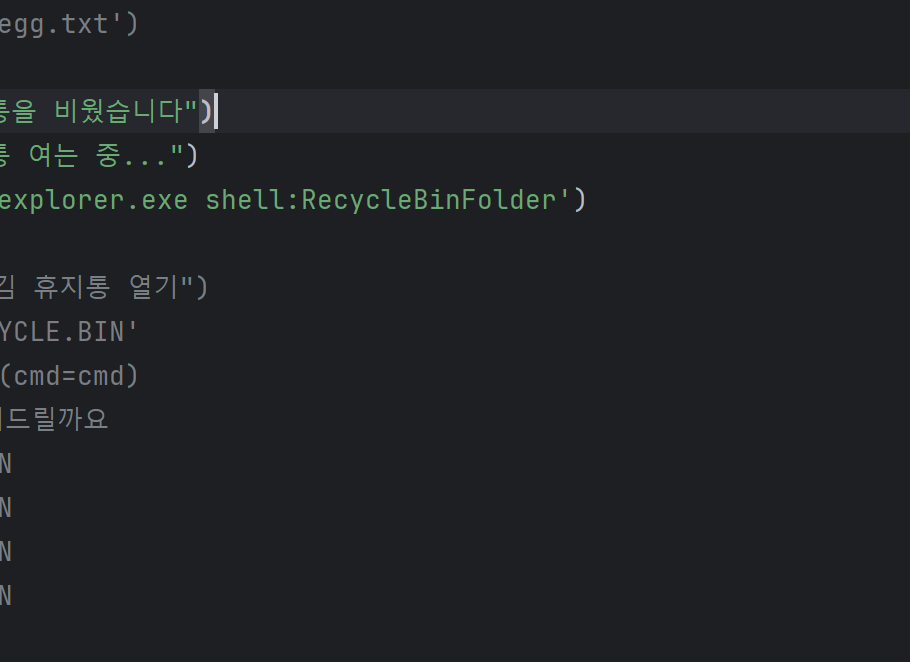 egg.txt')
통을 비웠습니다")
통 여는 중...")
explorer.exe shell:RecycleBinFolder')
김 휴지통 열기")
YCLE.BIN'
(cmd=cmd)
드릴까요
N
N
N
N